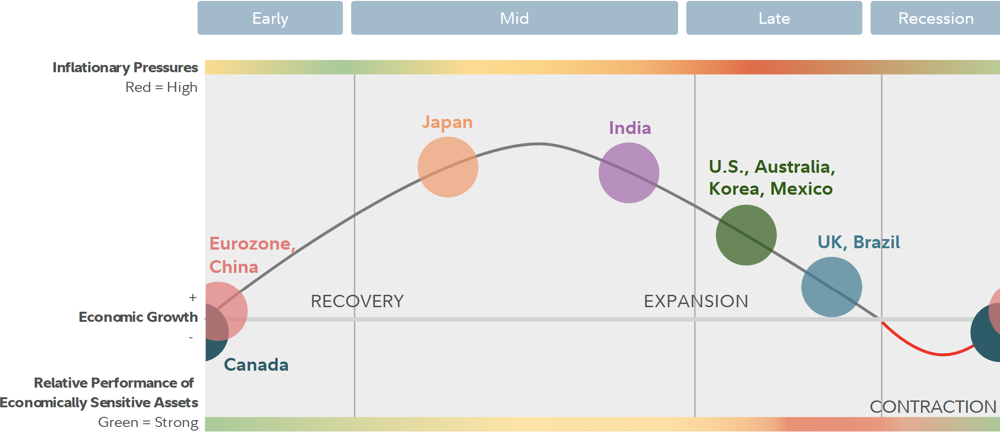 Early
Mid
Late
Recession
Inflationary Pressures
Red = High
Japan
India
U.S., Australia,
Korea, Mexico
Eurozone,
China
UK, Brazil
+
RECOVERY
EXPANSION
Economic Growth
-
Canada
Relative Performance of
Economically Sensitive Assets
CONTRACTION
Green = Strong